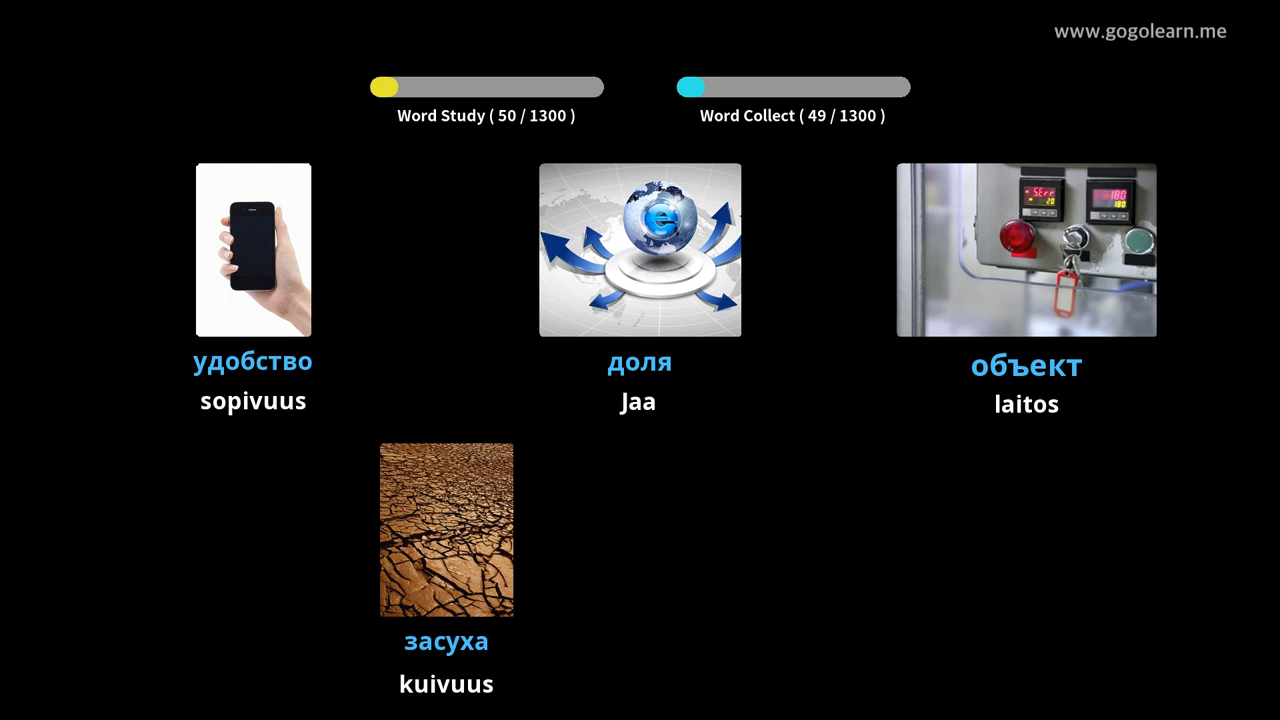 www.gogolearn.me
Word Study ( 50 / 1300 )
Word Collect ( 49 / 1300 )
удобство
sopivuus
доля
Jaa
объект
laitos
засуха
kuivuus